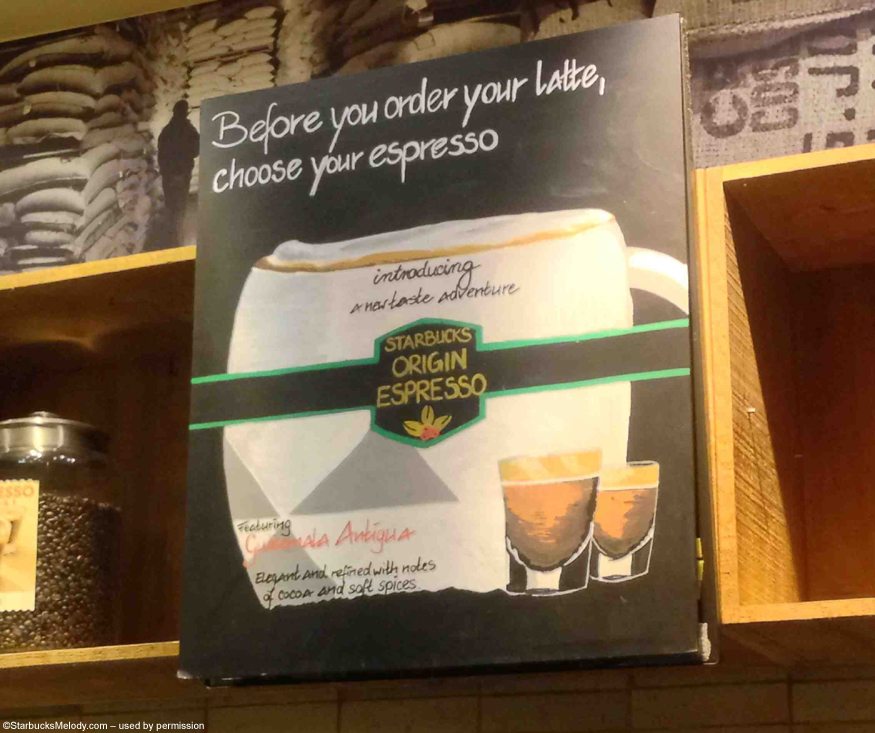 Before you order your latte,
choose your espresso
introducing
a new taste adventure
STARBUCKS
ORIGIN
ESPRESSO
Featuring
Guatemala Antigua
Elegant and refined with notes
of cocoa and soft spices
ESSO
©StarbucksMelody.com – used by permission